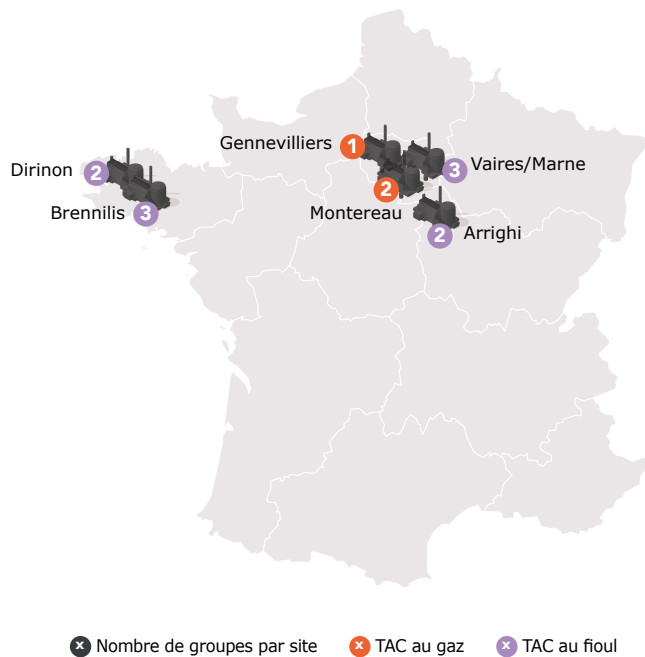 Gennevilliers 1
3 Vaires/Marne
Dirinon 2
2
Brennilis 3
Montereau
2 Arrighi
x Nombre de groupes par site x TAC au gaz x TAC au fioul